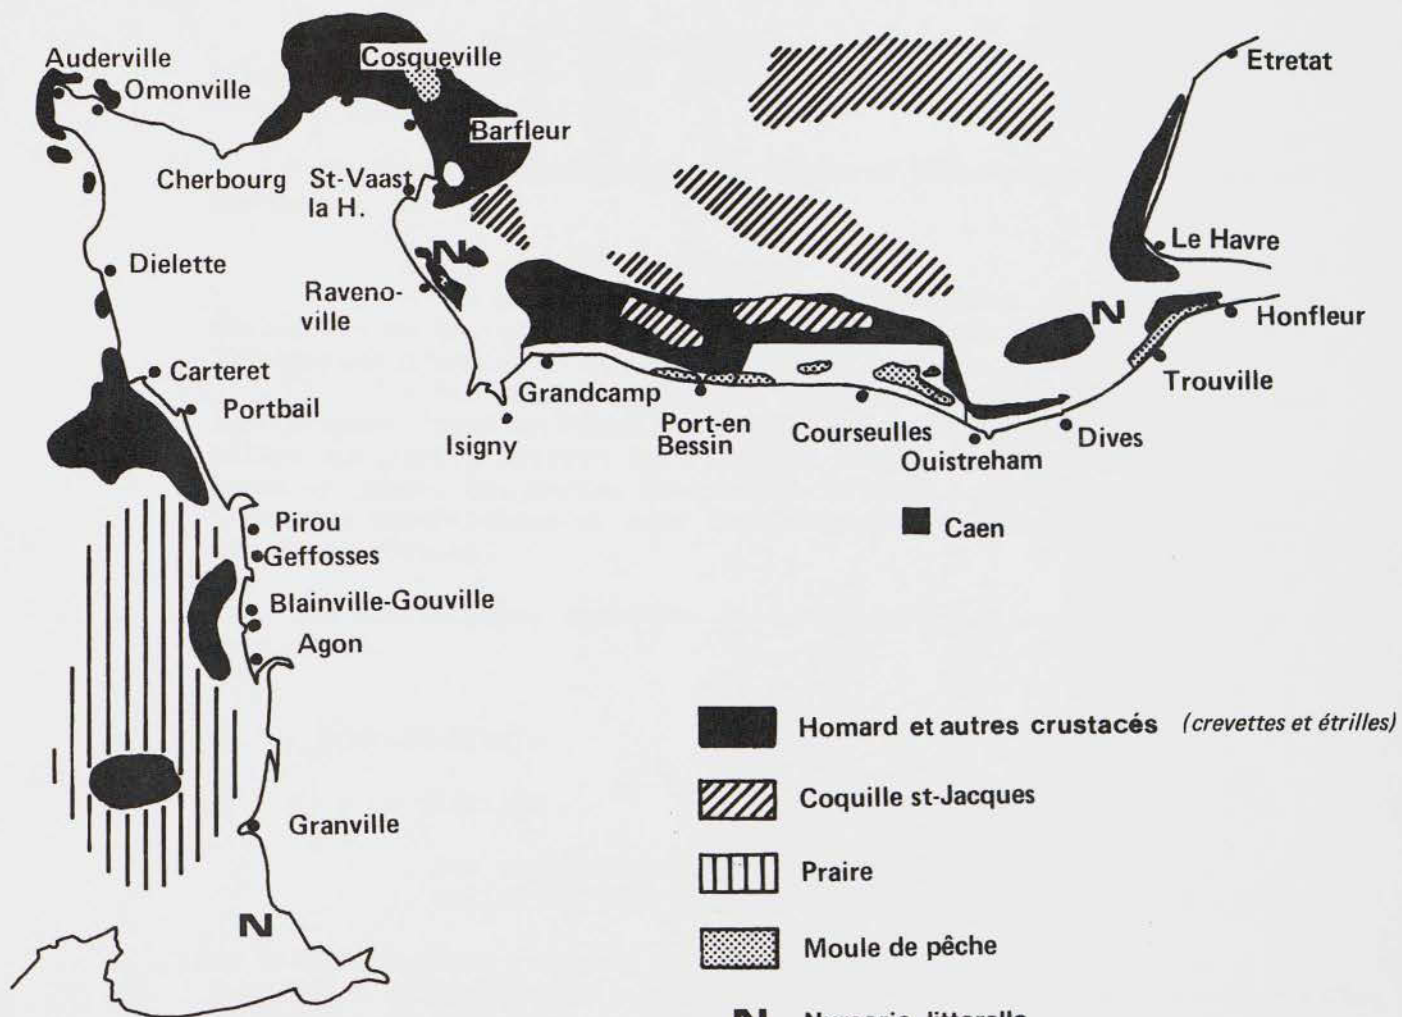 Auderville
Omonville
Cosqueville
Etretat
Barfleur
Cherbourg
St-Vaast
la H.
N
Le Havre
Dielette
Raveno-
ville
N
Honfleur
Carteret
Portbail
Grandcamp
Trouville
Isigny
Port-en
Bessin
Courseulles
Dives
Ouistreham
Caen
Pirou
Geffosses
Blainville-Gouville
Agon
Granville
N
Homard et autres crustacés (crevettes et étrilles)
Coquille st-Jacques
Praire
Moule de pêche
N